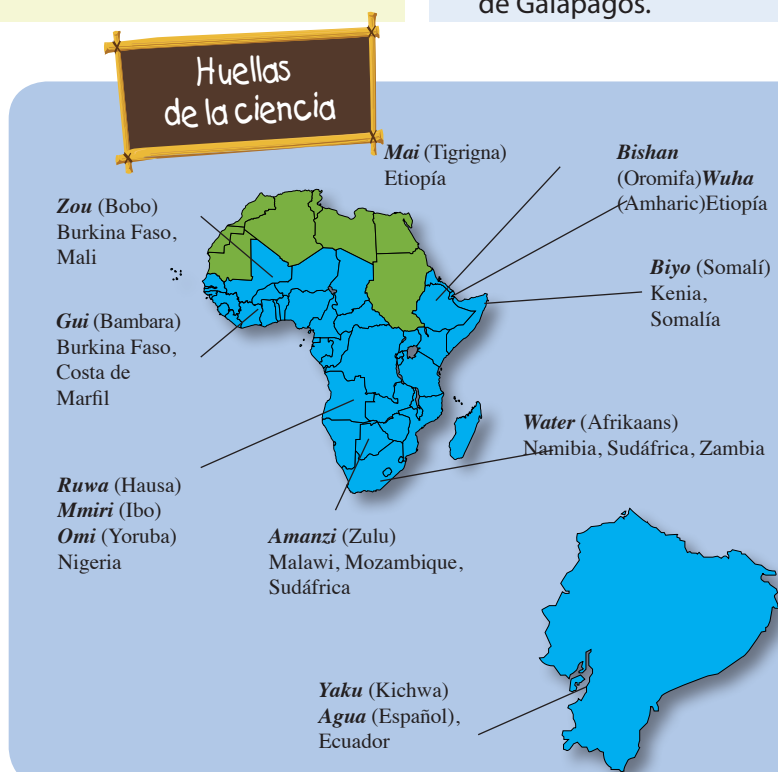 de Galápagos.
Huellas
de la ciencia
Mai (Tigrigna)
Etiopía
Bishan
(Oromifa)Wuha
(Amharic)Etiopía
Zou (Bobo)
Burkina Faso,
Mali
Biyo (Somalí)
Kenia,
Somalía
Gui (Bambara)
Burkina Faso,
Costa de
Marfil
Water (Afrikaans)
Namibia, Sudáfrica, Zambia
Ruwa (Hausa)
Mmiri (Ibo)
Omi (Yoruba)
Nigeria
Amanzi (Zulu)
Malawi, Mozambique,
Sudáfrica
Yaku (Kichwa)
Agua (Español),
Ecuador